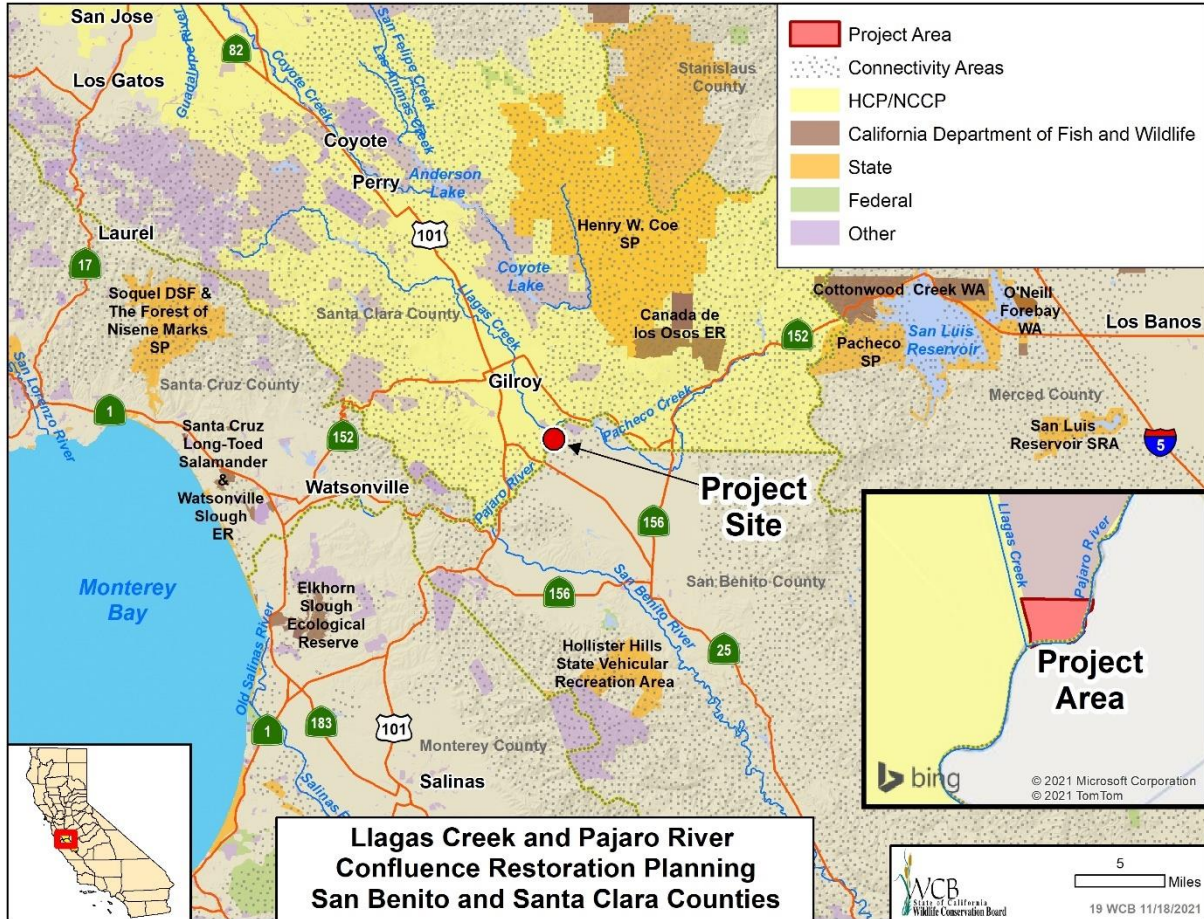 San Jose
Los Gatos
Guadalupe River
82
Coyote Creek
San Felipe Creek
Las Animas Creek
Stanislaus
County
Coyote
Perry
Anderson
Lake
Laurel
17
101
Henry W. Coe
SP
Coyote
Lake
Soquel DSF &
The Forest of
Nisene Marks
SP
Santa Clara County
Llagas Creek
Canada de
los Osos ER
Cottonwood Creek WA
O'Neill
Forebay
WA
Los Banos
San Luis
Reservoir
Pacheco
SP
152
San Lorenzo River
Santa Cruz County
Gilroy
Pacheco Creek
Merced County
1
Santa Cruz
Long-Toed
Salamander
&
Watsonville
Slough
ER
152
San Luis
Reservoir SRA
5
Watsonville
Pajaro River
Project
Site
156
Monterey
Bay
Elkhorn
Slough
Ecological
Reserve
156
San Benito River
San Benito County
Old Salinas River
Hollister Hills
State Vehicular
Recreation Area
25
1
183
101
Monterey County
Salinas
Project Area
Connectivity Areas
HCP/NCCP
California Department of Fish and Wildlife
State
Federal
Other
Llagas Creek
Pajaro River
Project
Area
bing
© 2021 Microsoft Corporation
© 2021 TomTom
Llagas Creek and Pajaro River
Confluence Restoration Planning
San Benito and Santa Clara Counties
WCB
State of California
Wildlife Conservation Board
5
Miles
19 WCB 11/18/2021